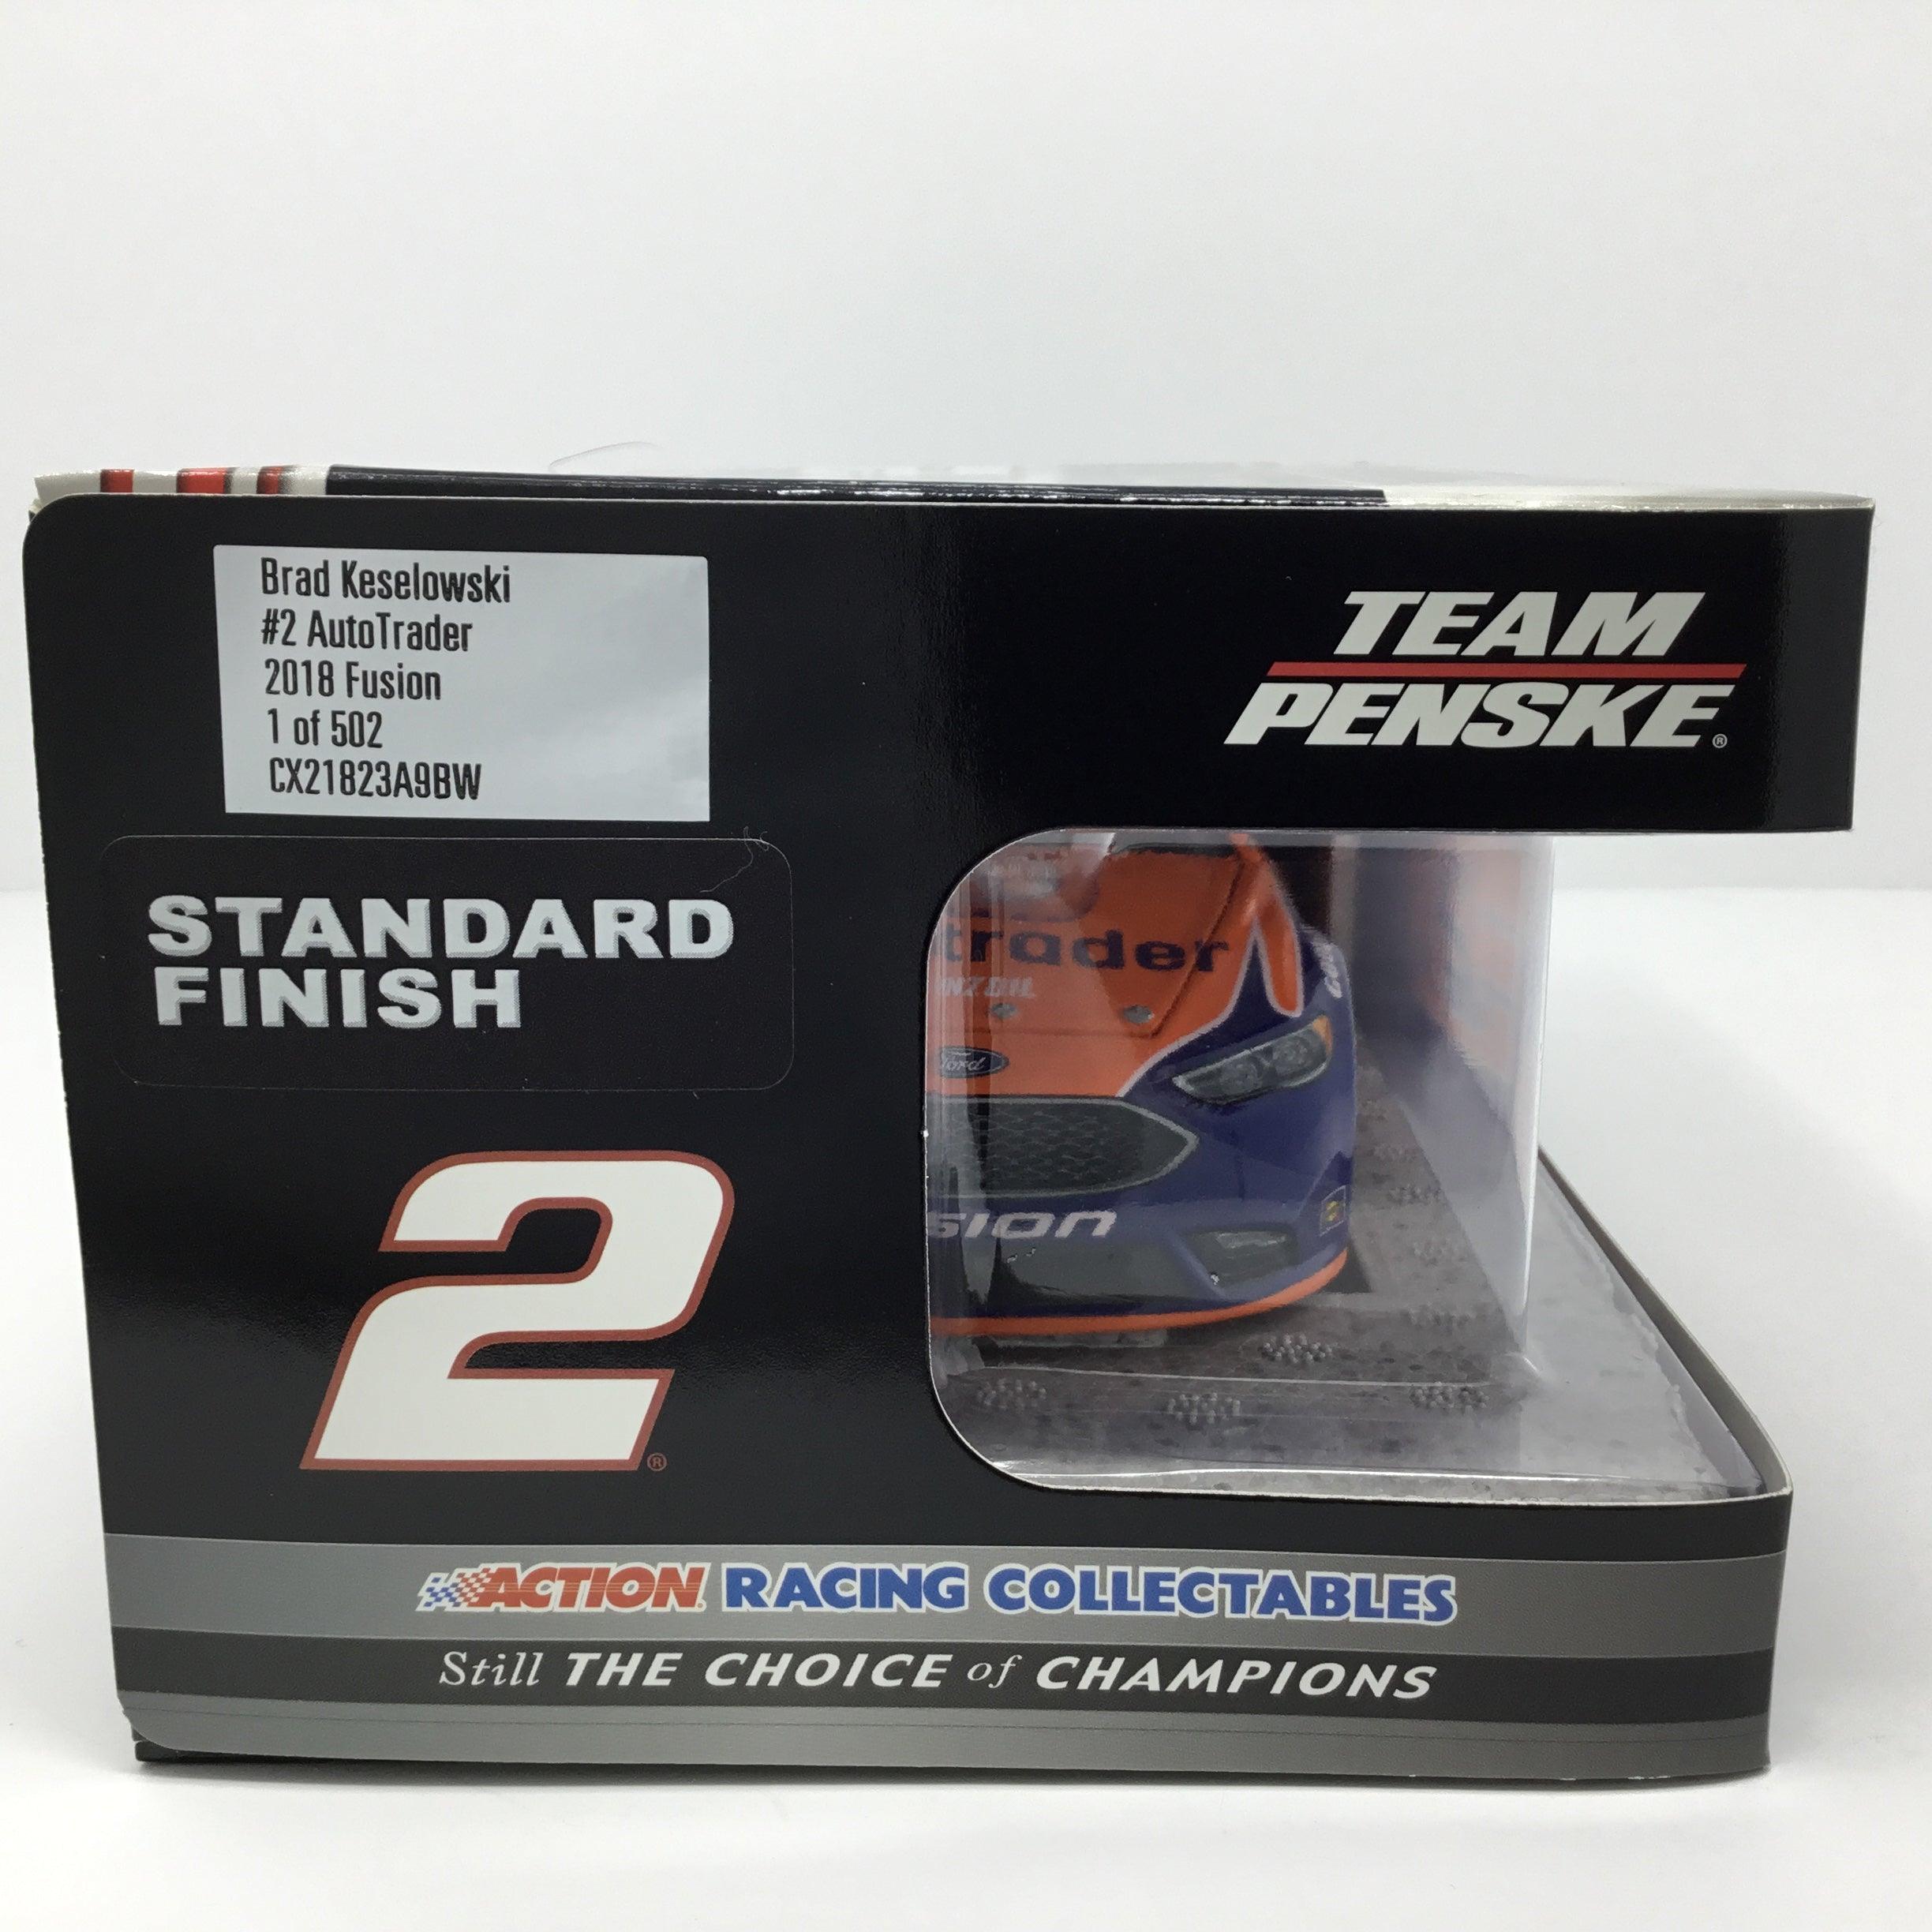 Brad Keselowski
#2 AutoTrader
2018 Fusion
1 of 502
CX21823A9BW
TEAM
PENSKE®
STANDARD
FINISH
trader
NZOIL
Ford
sion
2®
ACTION RACING COLLECTABLES
Still THE CHOICE of CHAMPIONS